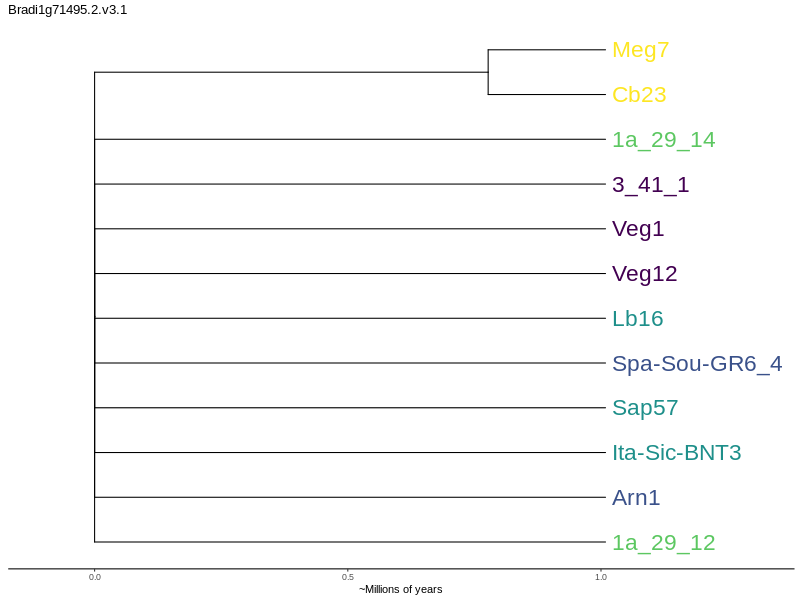 Bradi1g71495.2.v3.1
Meg7
Cb23
1a_29_14
3_41_1
Veg1
Veg12
Lb16
Spa-Sou-GR6_4
Sap57
Ita-Sic-BNT3
Arn1
1a_29_12
0.0 0.5 1.0
~Millions of years